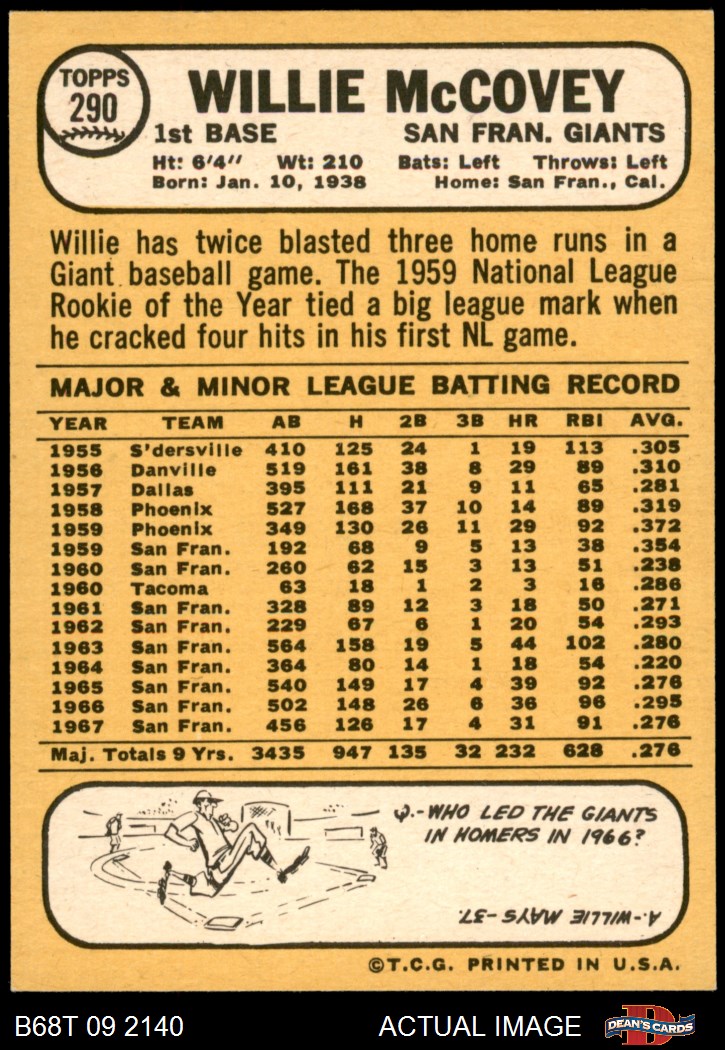 TOPPS
290
WILLIE McCOVEY
1st BASE SAN FRAN. GIANTS
Ht: 6'4" Wt: 210 Bats: Left Throws: Left
Born: Jan. 10, 1938 Home: San Fran., Cal.
Willie has twice blasted three home runs in a
Giant baseball game. The 1959 National League
Rookie of the Year tied a big league mark when
he cracked four hits in his first NL game.
MAJOR & MINOR LEAGUE BATTING RECORD
YEAR TEAM AB H 2B 3B HR RBI AVG.
1955 S'dersville 410 125 24 1 19 113 .305
1956 Danville 519 161 38 8 29 89 .310
1957 Dallas 395 111 21 9 11 65 .281
1958 Phoenix 527 168 37 10 14 89 .319
1959 Phoenix 349 130 26 11 29 92 .372
1959 San Fran. 192 68 9 5 13 38 .354
1960 San Fran. 260 62 15 3 13 51 .238
1960 Tacoma 63 18 1 2 3 16 .286
1961 San Fran. 328 89 12 3 18 50 .271
1962 San Fran. 229 67 6 1 20 54 .293
1963 San Fran. 564 158 19 5 44 102 .280
1964 San Fran. 364 80 14 1 18 54 .220
1965 San Fran. 540 149 17 4 39 92 .276
1966 San Fran. 502 148 26 6 36 96 .295
1967 San Fran. 456 126 17 4 31 91 .276
Maj. Totals 9 Yrs. 3435 947 135 32 232 628 .276
Q.-WHO LED THE GIANTS
IN HOMERS IN 1966?
A.-WILLIE MAYS-37.
©T.C.G. PRINTED IN U.S.A.
B68T 09 2140 ACTUAL IMAGE
D
DEAN'S CARDS